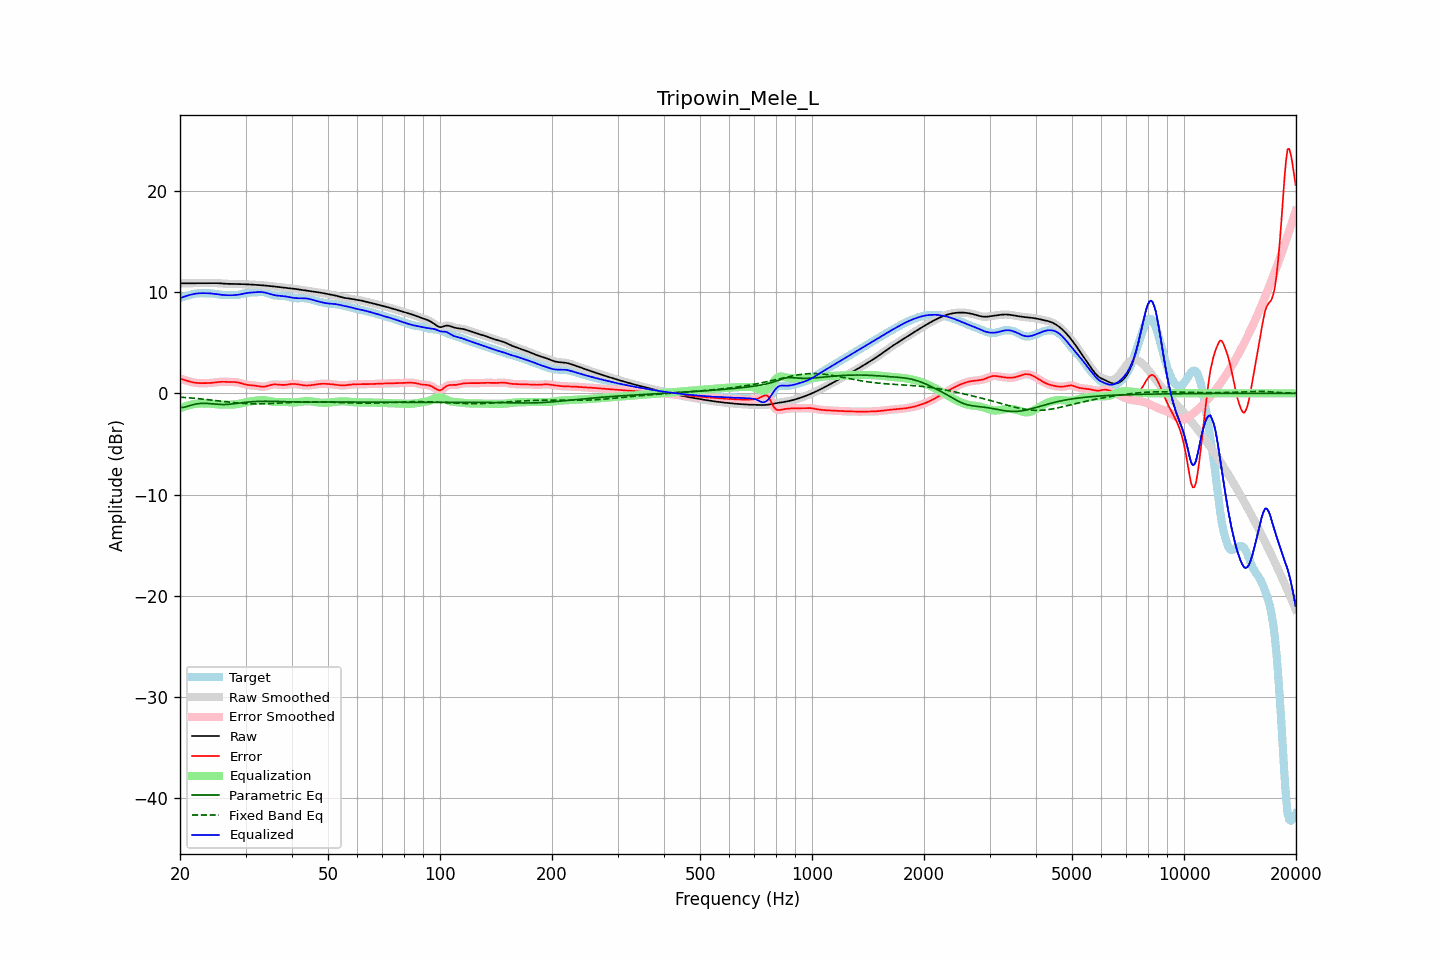 Tripowin_Mele_L
Amplitude (dBr)
20
10
0
−10
−20
−30
−40
Target
Raw Smoothed
Error Smoothed
Raw
Error
Equalization
Parametric Eq
Fixed Band Eq
Equalized
20 50 100 200 500 1000 2000 5000 10000 20000
Frequency (Hz)